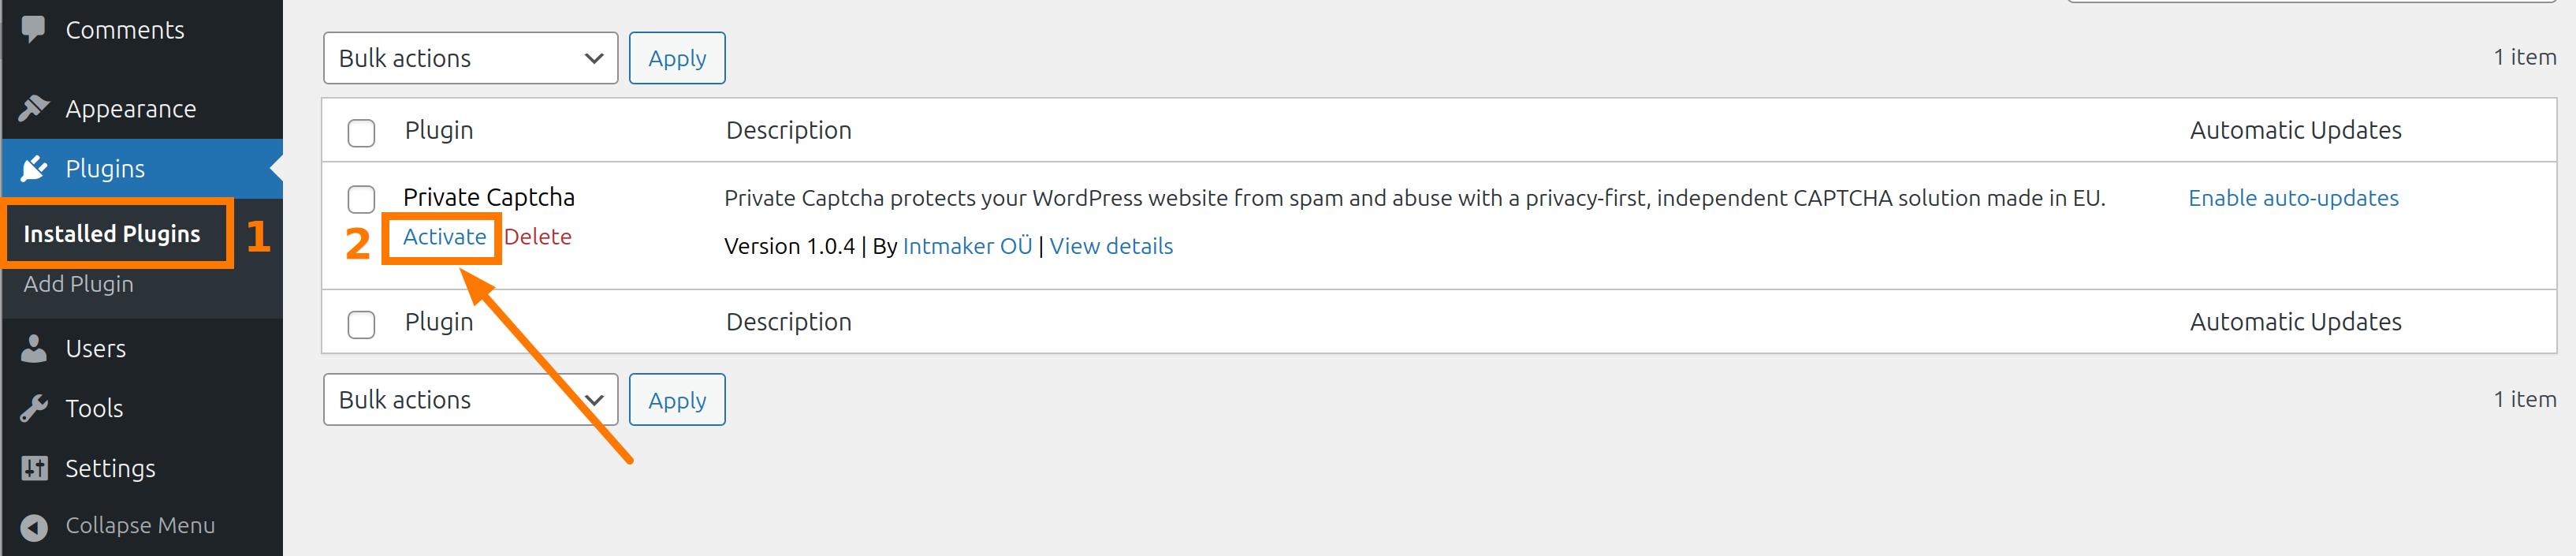 Comments
Appearance
Plugins
Installed Plugins 1
Add Plugin
Users
Tools
Settings
Collapse Menu
Bulk actions Apply 1 item
Plugin Description Automatic Updates
Private Captcha Private Captcha protects your WordPress website from spam and abuse with a privacy-first, independent CAPTCHA solution made in EU. Enable auto-updates
2 Activate Delete Version 1.0.4 | By Intmaker OÜ | View details
Plugin Description Automatic Updates
Bulk actions Apply 1 item